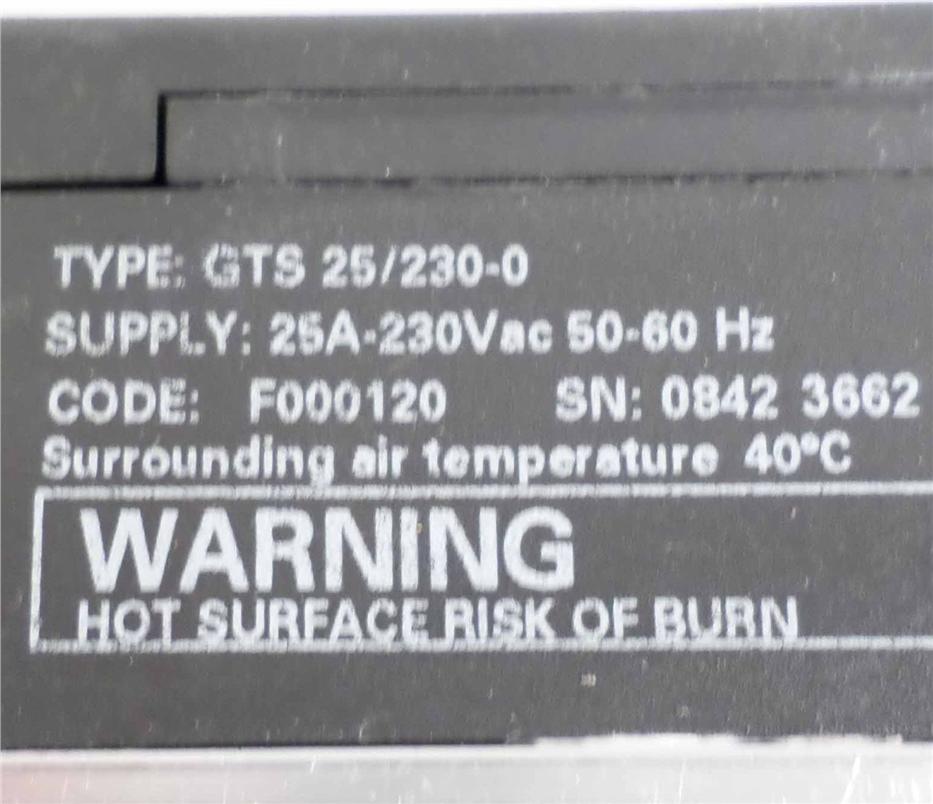 TYPE: GTS 25/230-0
SUPPLY: 25A-230Vac 50-60 Hz
CODE: F000120 SN: 0842 3662
Surrounding air temperature 40°C
WARNING
HOT SURFACE RISK OF BURN